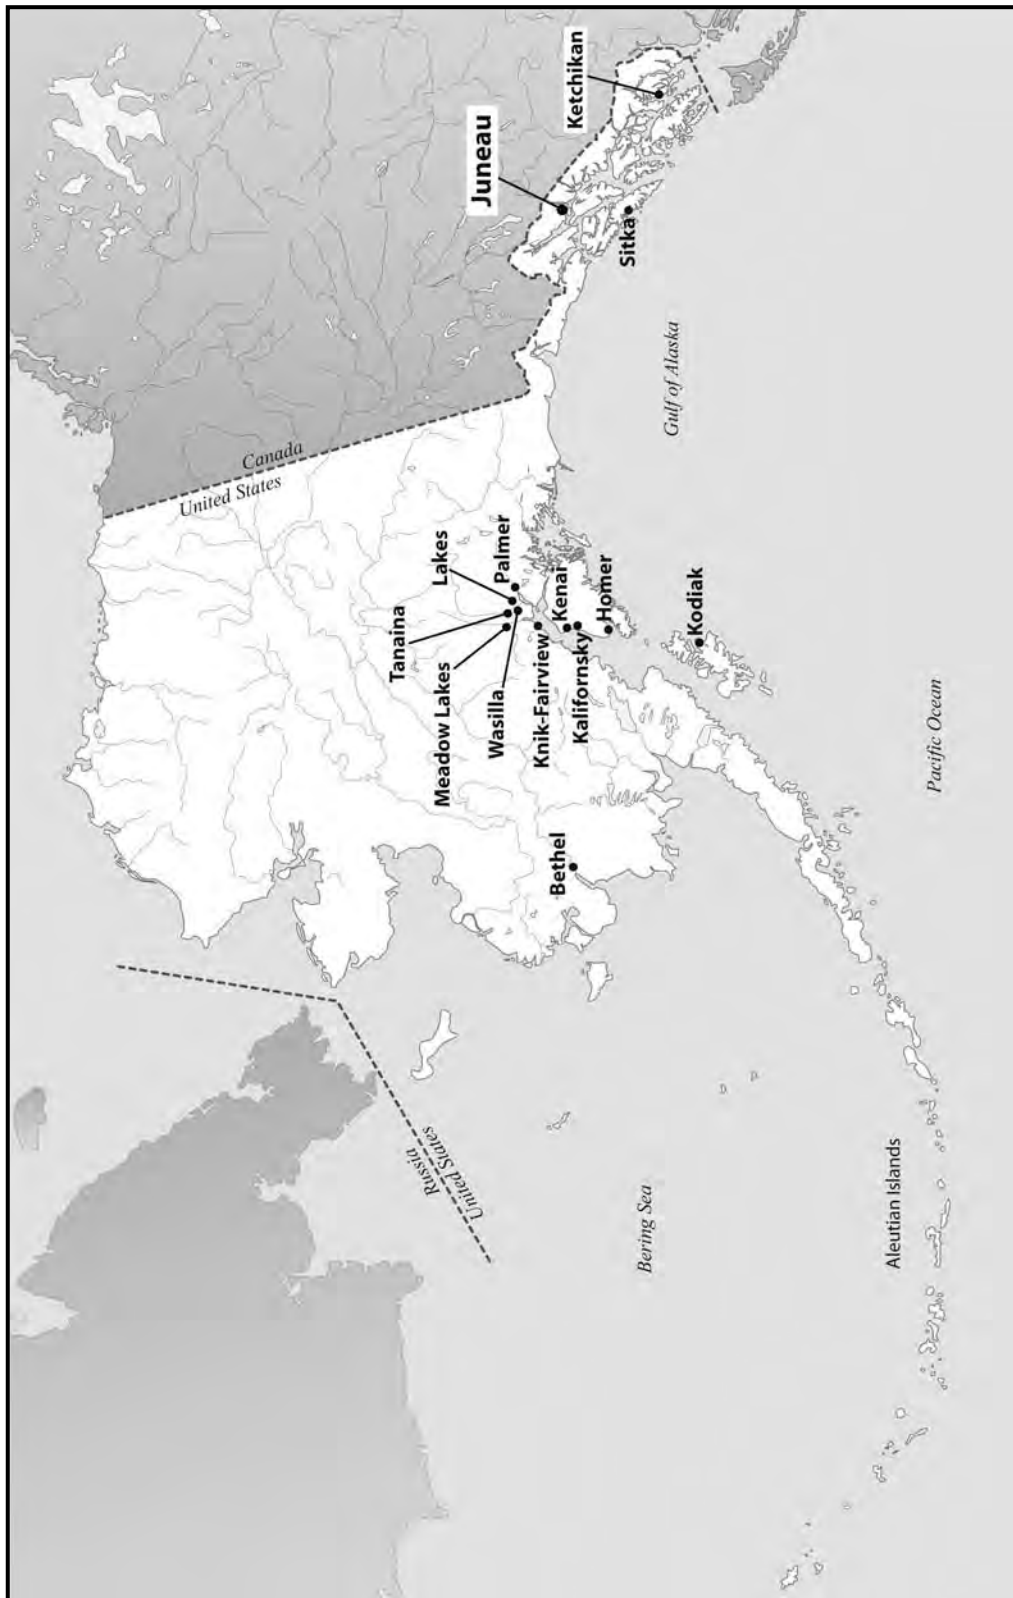 Canada
United States
Russia
United States
Tanaina
Lakes
Meadow Lakes
Palmer
Wasilla
Knik-Fairview
Kenai
Kalifornsky
Homer
Kodiak
Bethel
Juneau
Ketchikan
Sitka
Gulf of Alaska
Bering Sea
Pacific Ocean
Aleutian Islands